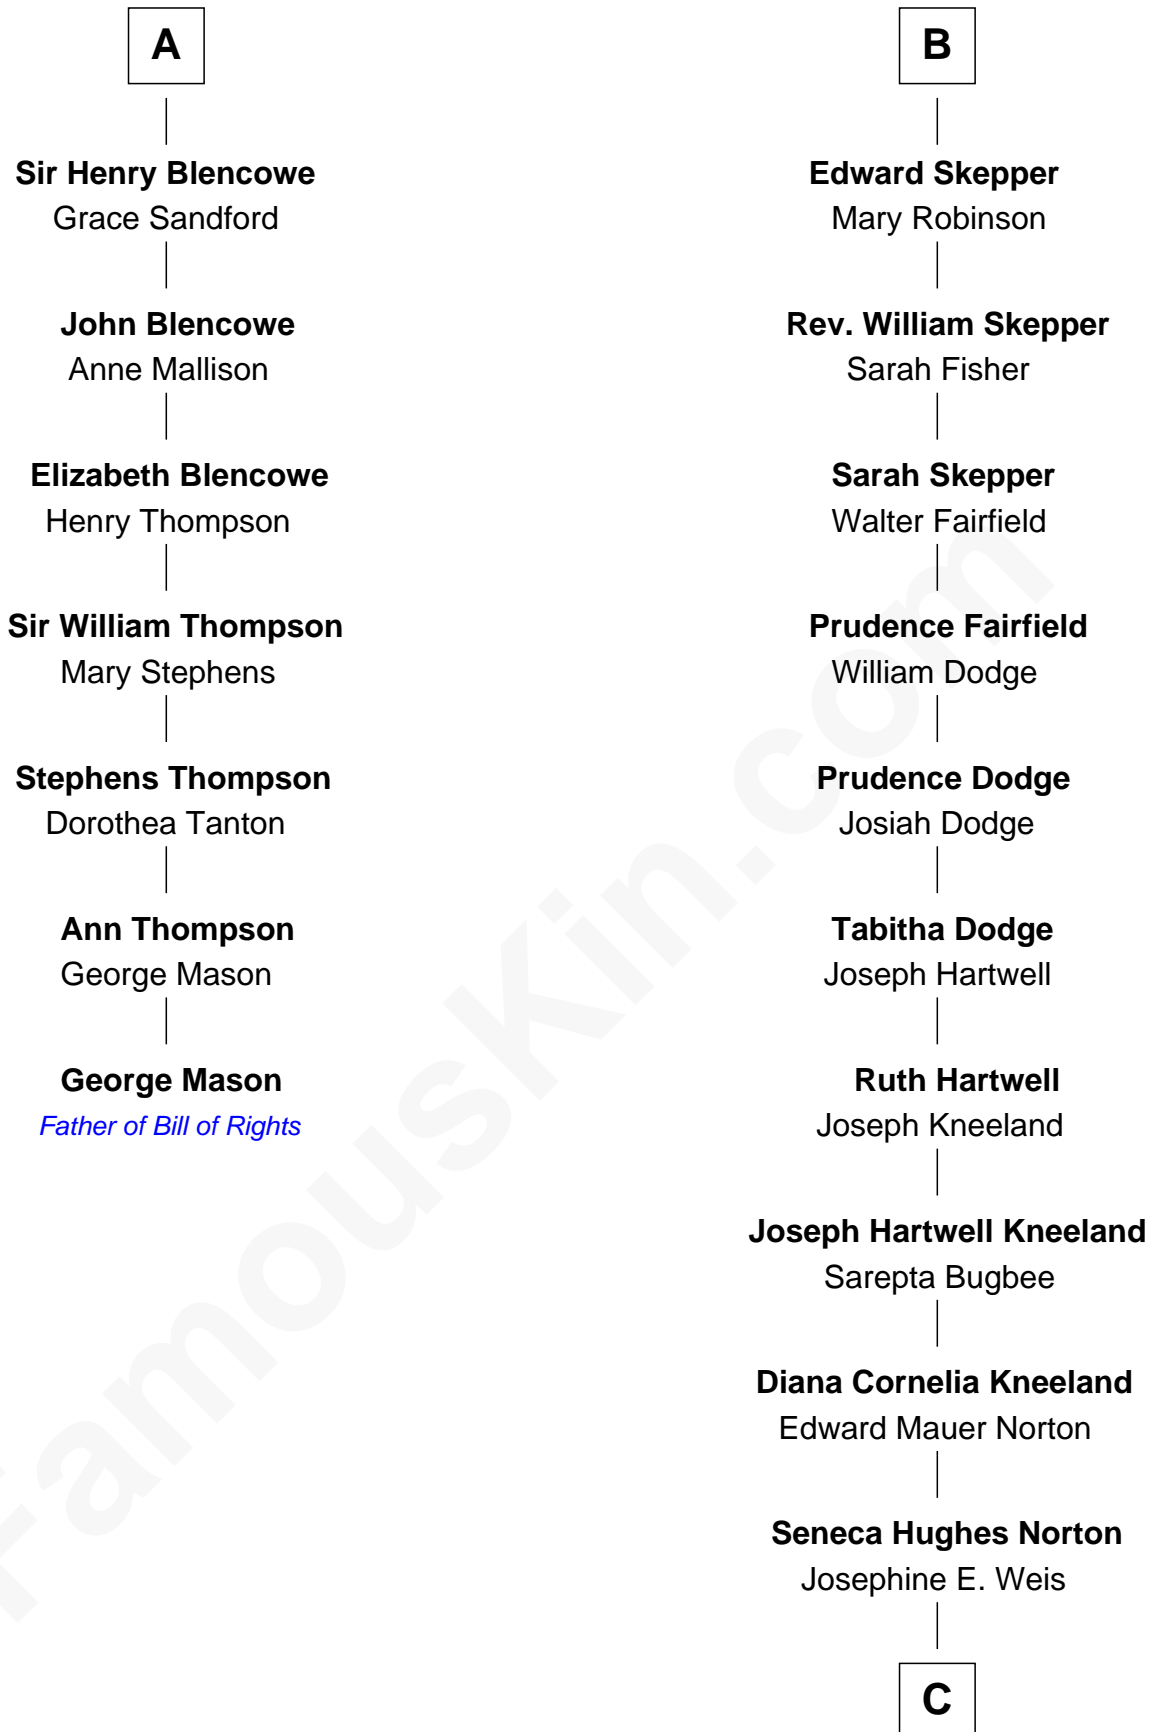 A
Sir Henry Blencowe
Grace Sandford
John Blencowe
Anne Mallison
Elizabeth Blencowe
Henry Thompson
Sir William Thompson
Mary Stephens
Stephens Thompson
Dorothea Tanton
Ann Thompson
George Mason
George Mason
Father of Bill of Rights
B
Edward Skepper
Mary Robinson
Rev. William Skepper
Sarah Fisher
Sarah Skepper
Walter Fairfield
Prudence Fairfield
William Dodge
Prudence Dodge
Josiah Dodge
Tabitha Dodge
Joseph Hartwell
Ruth Hartwell
Joseph Kneeland
Joseph Hartwell Kneeland
Sarepta Bugbee
Diana Cornelia Kneeland
Edward Mauer Norton
Seneca Hughes Norton
Josephine E. Weis
C
FamousKin.com